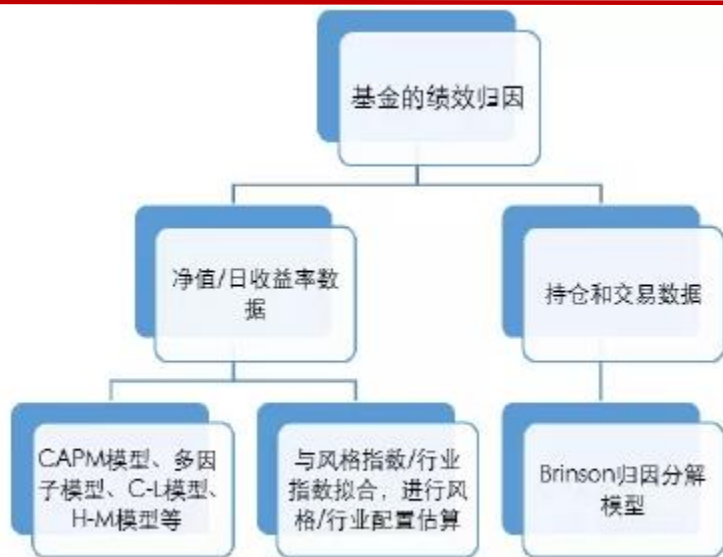 基金的绩效归因
净值/日收益率数
据
持仓和交易数据
CAPM模型、多因
子模型、C-L模型、
H-M模型等
与风格指数/行业
指数拟合，进行风
格/行业配置估算
Brinson归因分解
模型